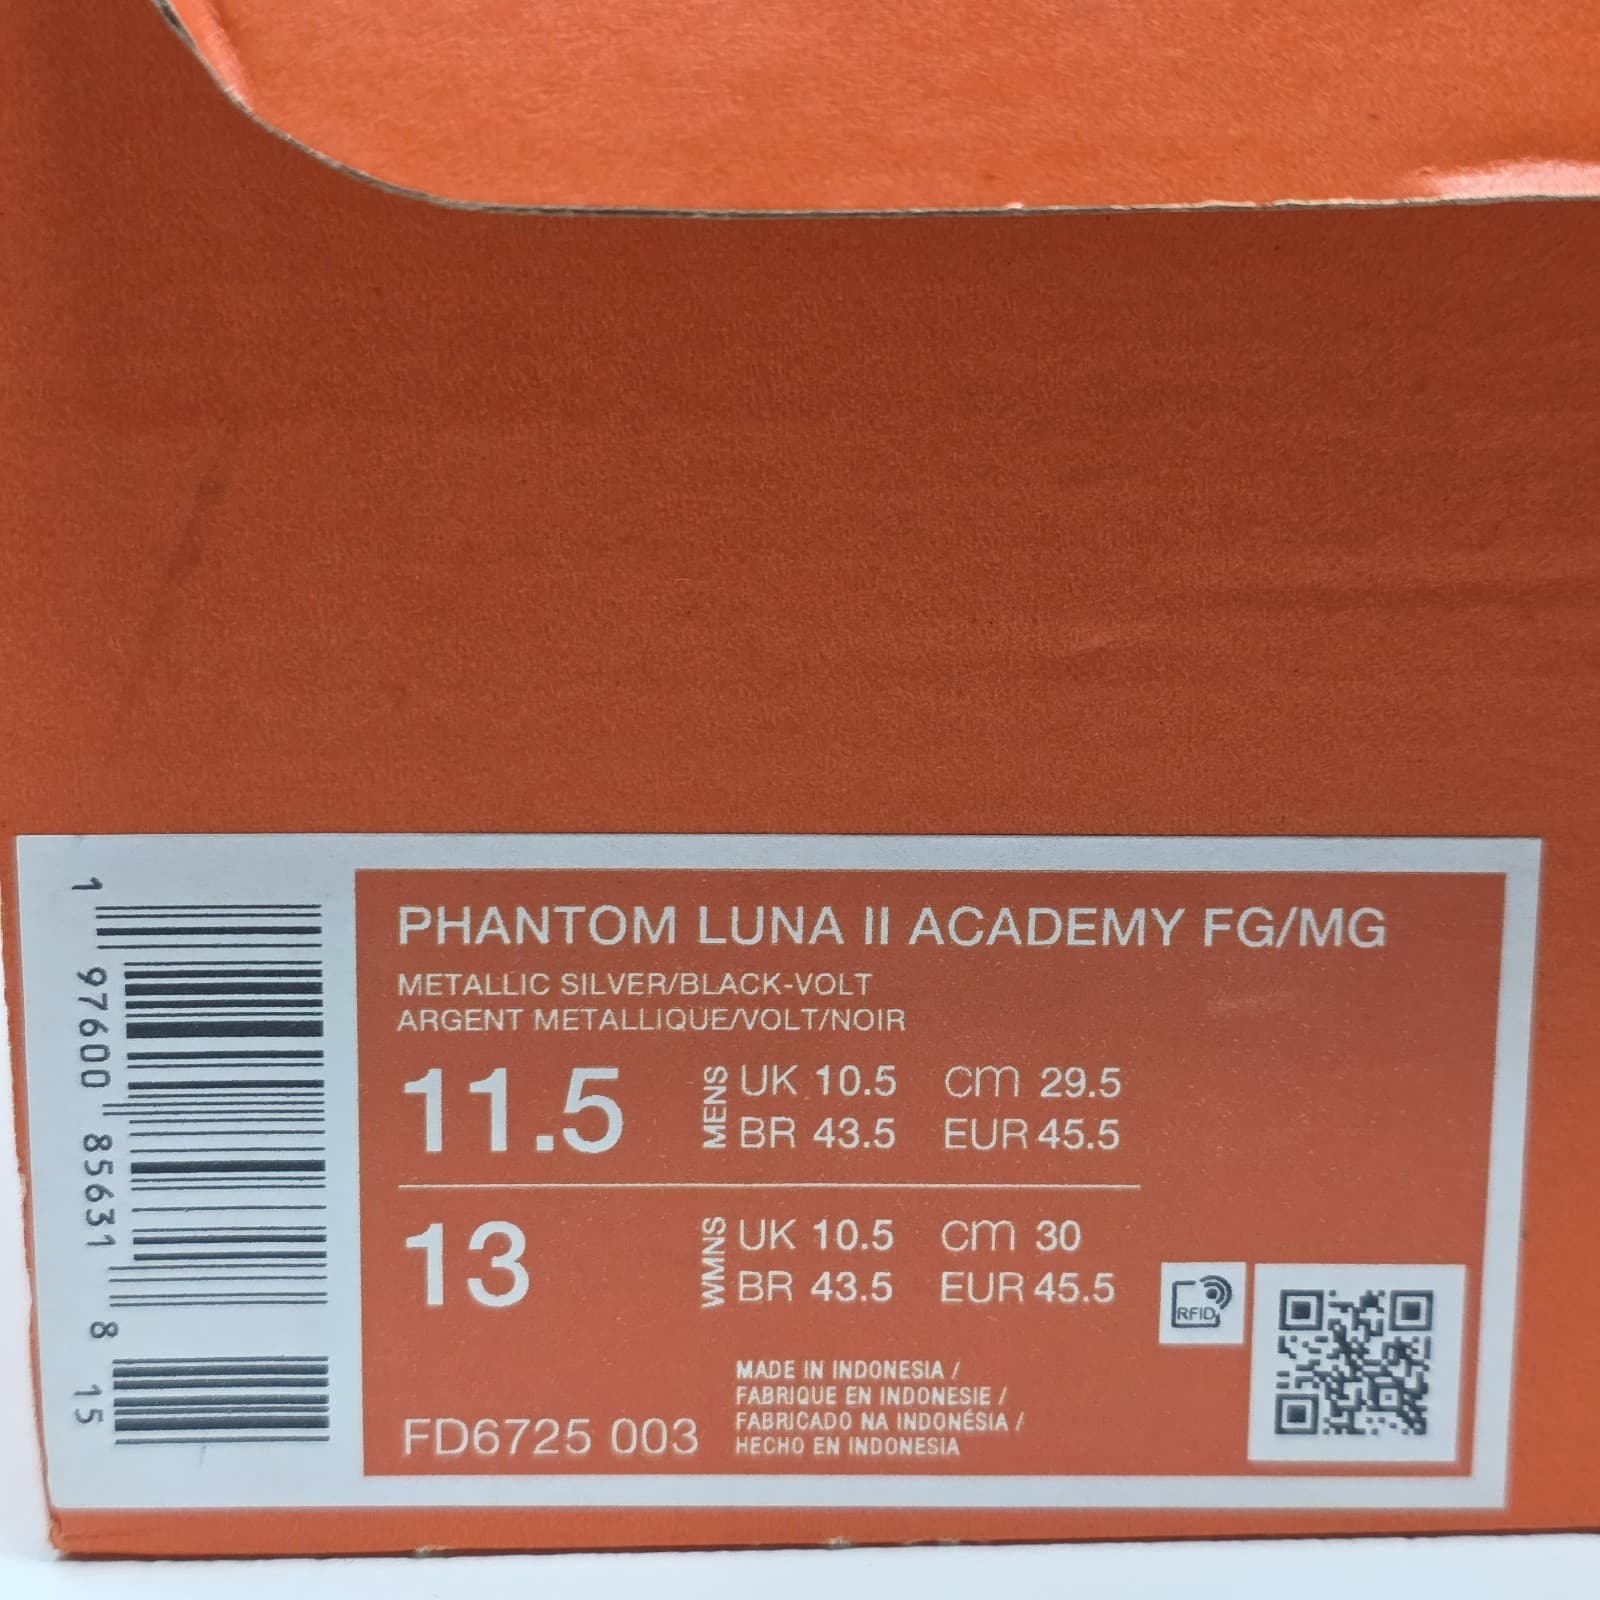 1 97600 85631 8 15
PHANTOM LUNA II ACADEMY FG/MG
METALLIC SILVER/BLACK-VOLT
ARGENT METALLIQUE/VOLT/NOIR
11.5 MENS UK 10.5 CM 29.5
BR 43.5 EUR 45.5
13 WMNS UK 10.5 CM 30
BR 43.5 EUR 45.5
RFID
FD6725 003
MADE IN INDONESIA /
FABRIQUE EN INDONESIE /
FABRICADO NA INDONÉSIA /
HECHO EN INDONESIA